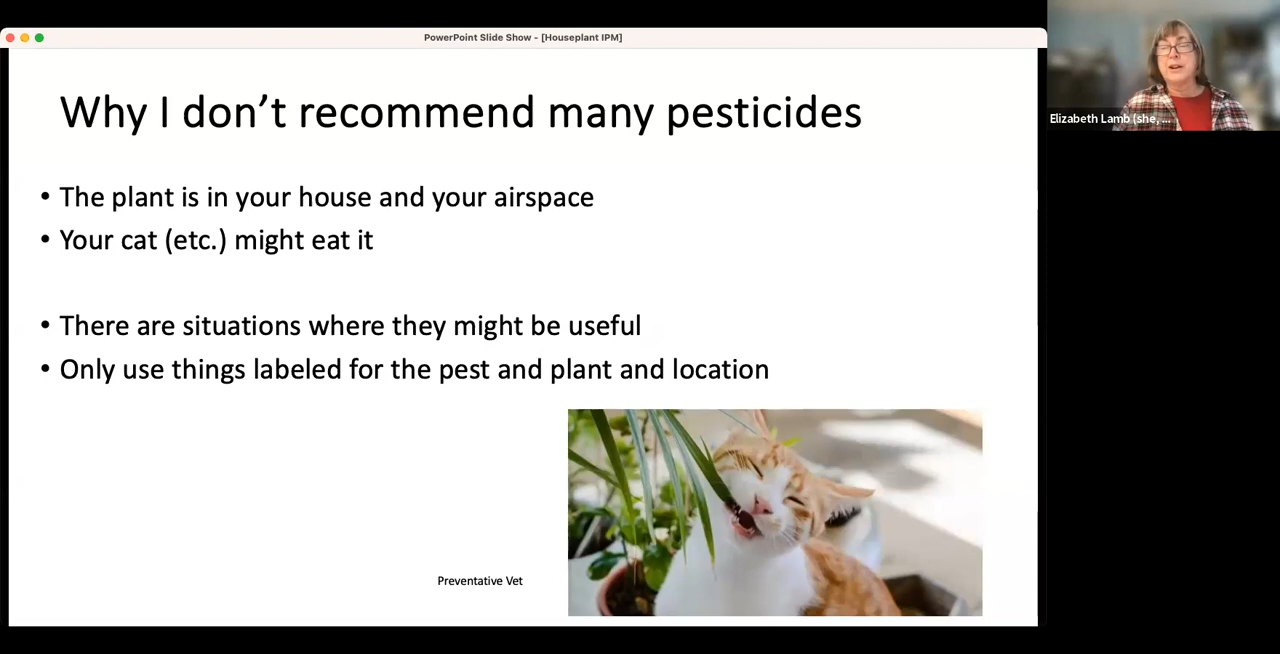 PowerPoint Slide Show - [Houseplant IPM]
Why I don’t recommend many pesticides
• The plant is in your house and your airspace
• Your cat (etc.) might eat it
• There are situations where they might be useful
• Only use things labeled for the pest and plant and location
Preventative Vet
Elizabeth Lamb (she, ...